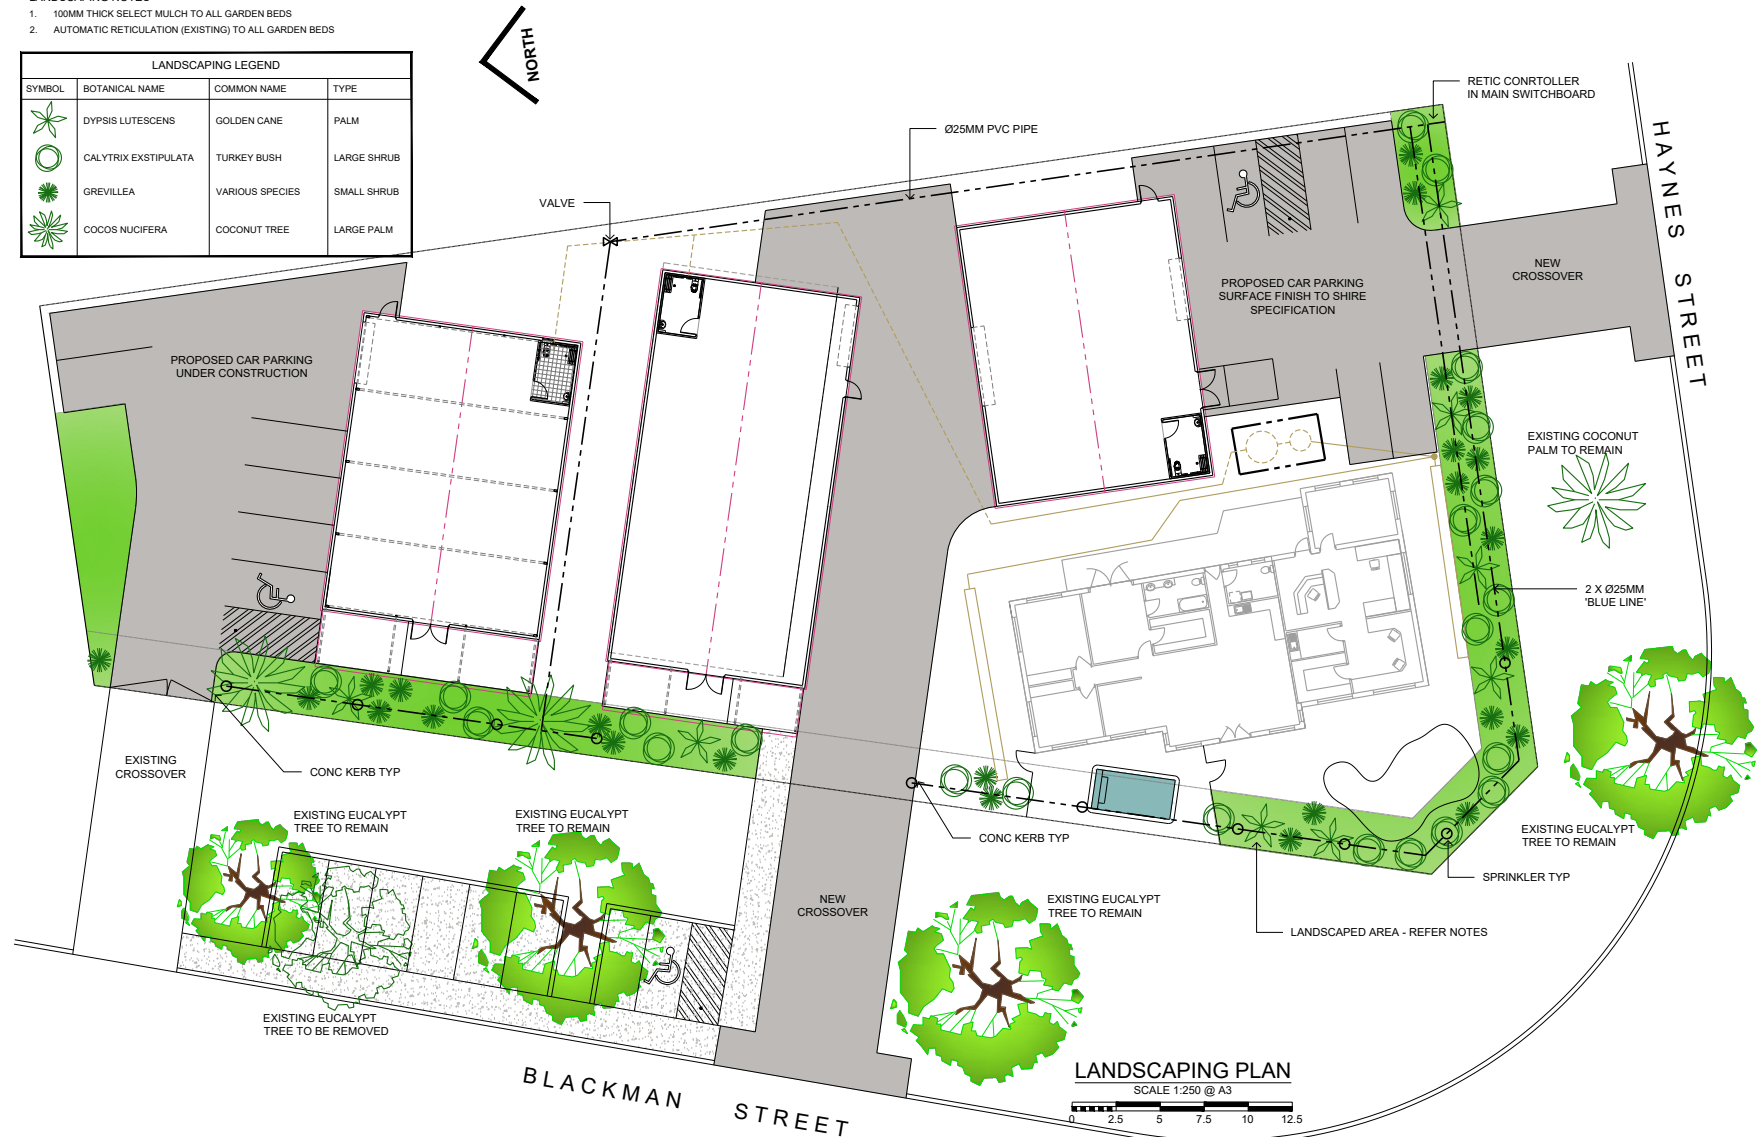 LANDSCAPING NOTES
1. 100MM THICK SELECT MULCH TO ALL GARDEN BEDS
2. AUTOMATIC RETICULATION (EXISTING) TO ALL GARDEN BEDS
LANDSCAPING LEGEND
SYMBOL BOTANICAL NAME COMMON NAME TYPE
DYPSIS LUTESCENS GOLDEN CANE PALM
CALYTRIX EXSTIPULATA TURKEY BUSH LARGE SHRUB
GREVILLEA VARIOUS SPECIES SMALL SHRUB
COCOS NUCIFERA COCONUT TREE LARGE PALM
NORTH
RETIC CONRTOLLER
IN MAIN SWITCHBOARD
Ø25MM PVC PIPE
VALVE
HAYNES STREET
NEW
CROSSOVER
PROPOSED CAR PARKING
SURFACE FINISH TO SHIRE
SPECIFICATION
PROPOSED CAR PARKING
UNDER CONSTRUCTION
EXISTING COCONUT
PALM TO REMAIN
2 X Ø25MM
'BLUE LINE'
EXISTING
CROSSOVER
CONC KERB TYP
EXISTING EUCALYPT
TREE TO REMAIN
EXISTING EUCALYPT
TREE TO REMAIN
CONC KERB TYP
EXISTING EUCALYPT
TREE TO REMAIN
SPRINKLER TYP
NEW
CROSSOVER
EXISTING EUCALYPT
TREE TO REMAIN
LANDSCAPED AREA - REFER NOTES
EXISTING EUCALYPT
TREE TO BE REMOVED
BLACKMAN STREET
LANDSCAPING PLAN
SCALE 1:250 @ A3
0 2.5 5 7.5 10 12.5